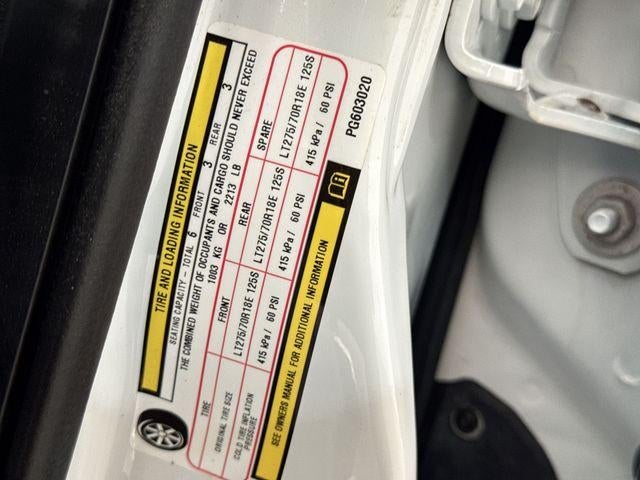 TIRE AND LOADING INFORMATION
SEATING CAPACITY - TOTAL 6 FRONT 3 REAR 3
THE COMBINED WEIGHT OF OCCUPANTS AND CARGO SHOULD NEVER EXCEED
1003 KG OR 2213 LB
TIRE FRONT REAR SPARE
ORIGINAL TIRE SIZE LT275/70R18E 125S LT275/70R18E 125S LT275/70R18E 125S
COLD TIRE INFLATION PRESSURE 415 kPa / 60 PSI 415 kPa / 60 PSI 415 kPa / 60 PSI
SEE OWNERS MANUAL FOR ADDITIONAL INFORMATION
PG603020